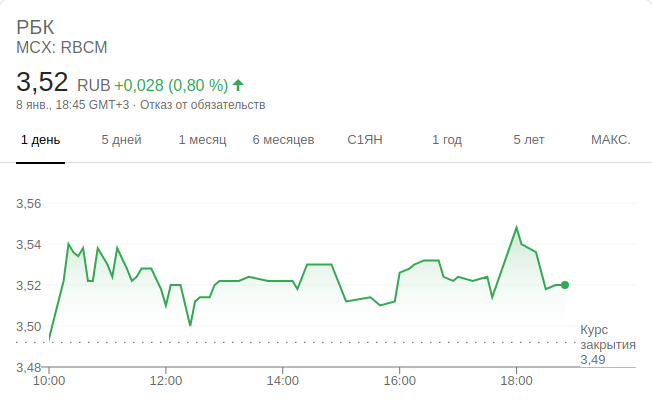 РБК
MCX: RBCM
3,52 RUB +0,028 (0,80 %)
8 янв., 18:45 GMT+3 · Отказ от обязательств
1 день 5 дней 1 месяц 6 месяцев С1ЯН 1 год 5 лет МАКС.
3,56
3,54
3,52
3,50
3,48
Курс
закрытия
3,49
10:00 12:00 14:00 16:00 18:00